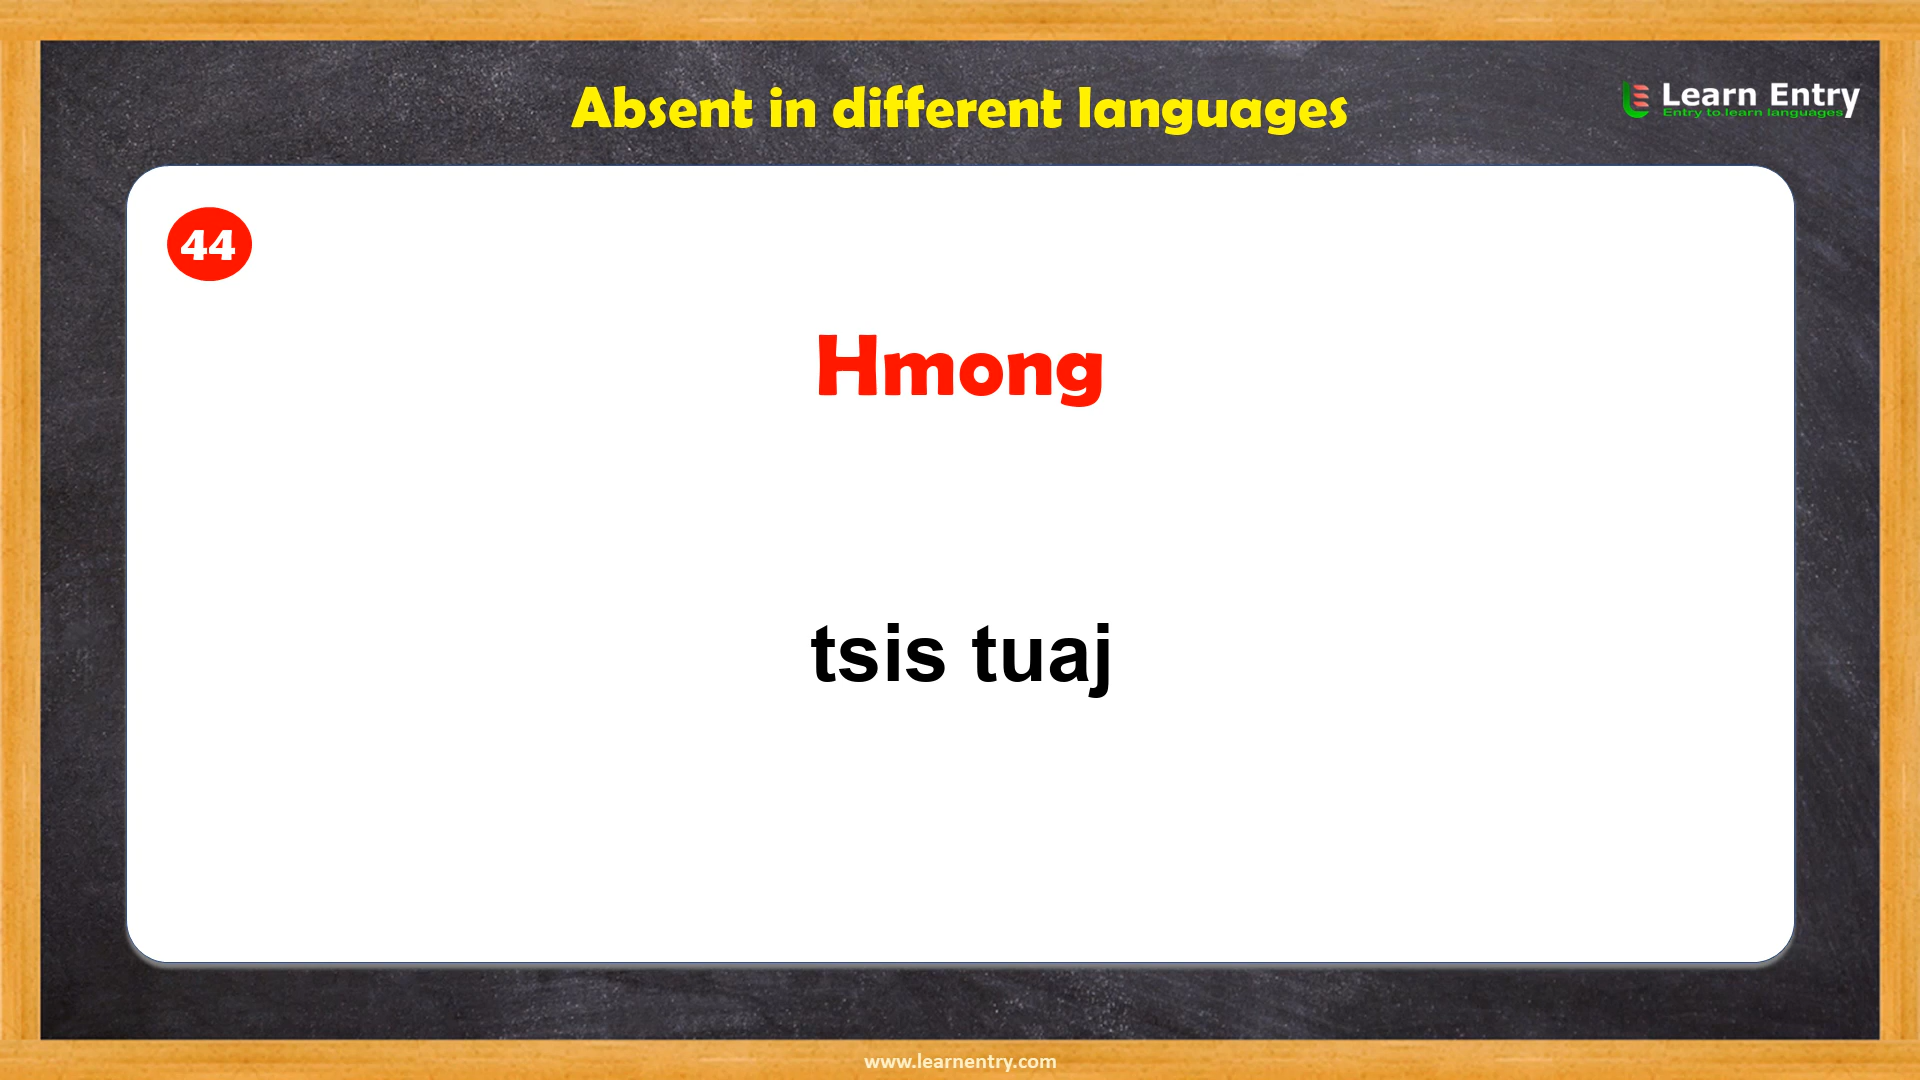 Absent in different languages
Learn Entry
Entry to learn languages
44
Hmong
tsis tuaj
www.learnentry.com